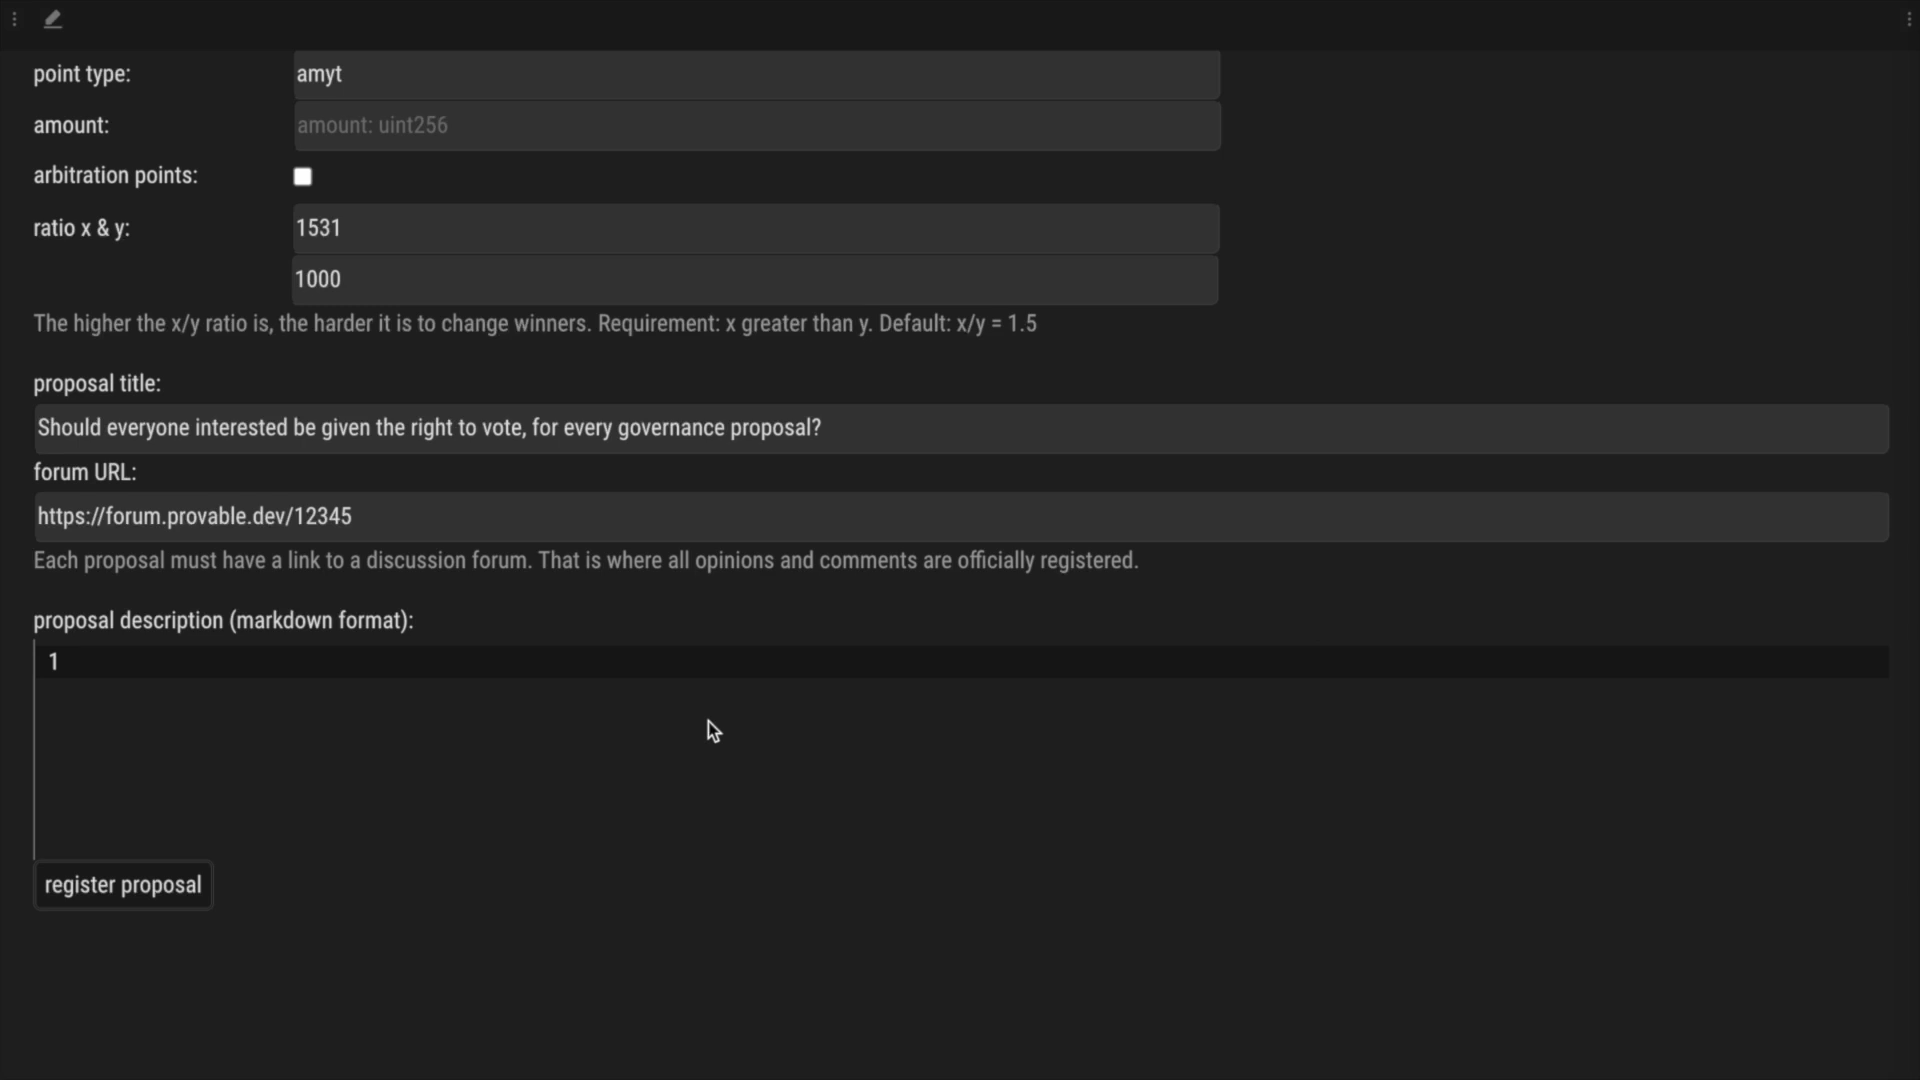 point type:
amyt
amount:
amount: uint256
arbitration points:
ratio x & y:
1531
1000
The higher the x/y ratio is, the harder it is to change winners. Requirement: x greater than y. Default: x/y = 1.5
proposal title:
Should everyone interested be given the right to vote, for every governance proposal?
forum URL:
https://forum.provable.dev/12345
Each proposal must have a link to a discussion forum. That is where all opinions and comments are officially registered.
proposal description (markdown format):
1
register proposal